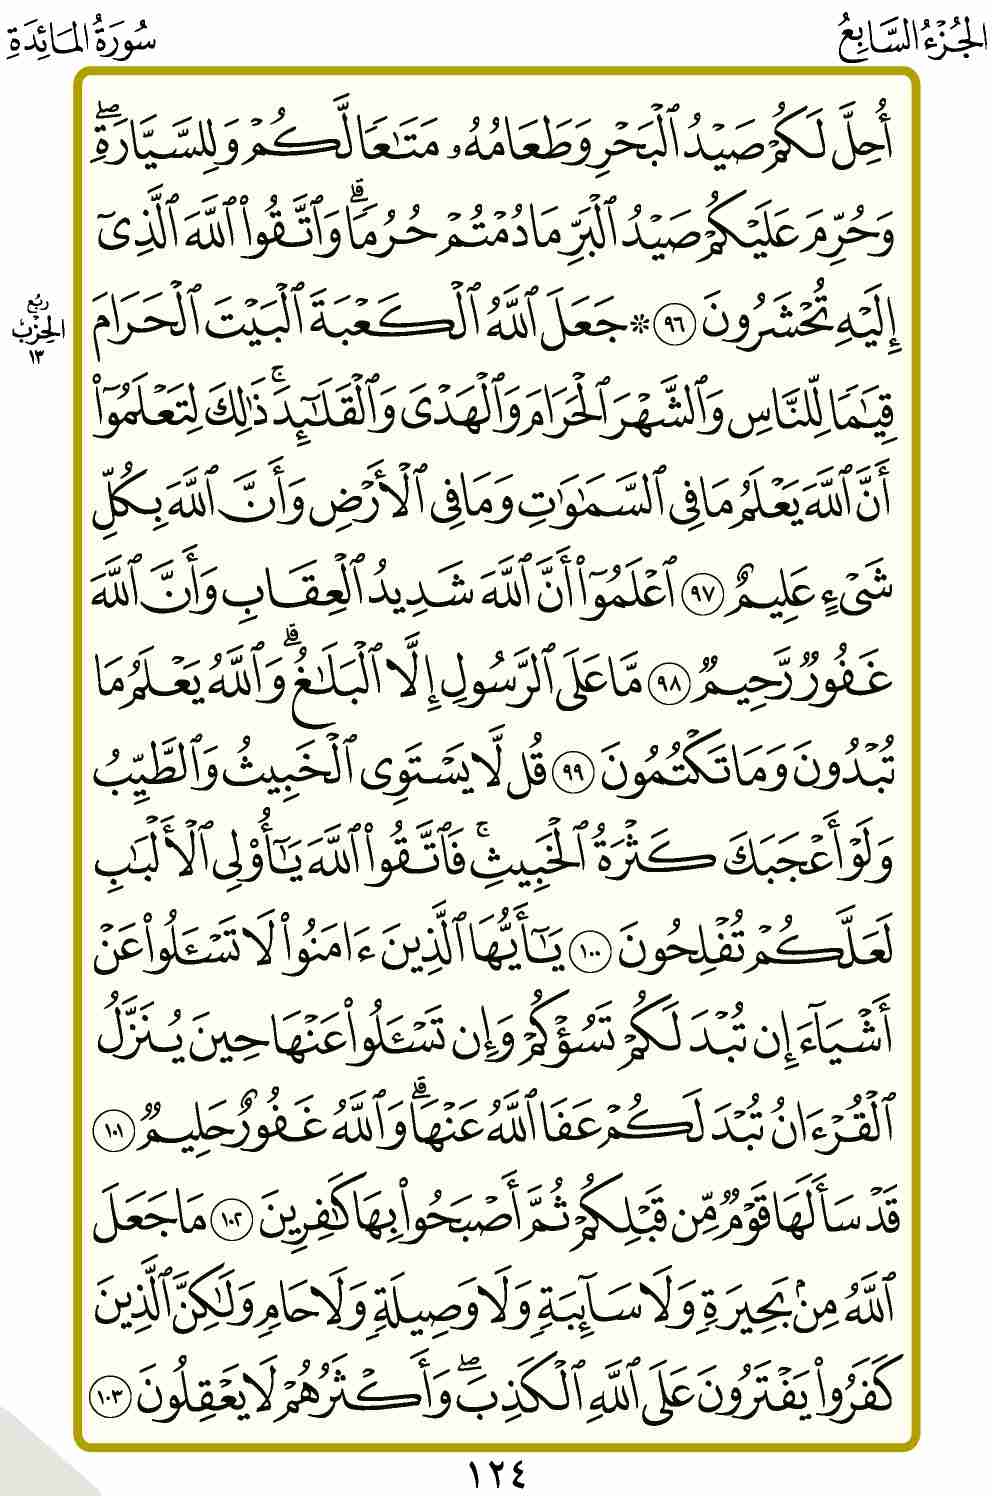 الجُزْءُ السَّابِعُ
سُورَةُ المَائِدَةِ
أُحِلَّ لَكُمْ صَيْدُ ٱلْبَحْرِ وَطَعَامُهُۥ مَتَـٰعًا لَّكُمْ وَلِلسَّيَّارَةِۖ
وَحُرِّمَ عَلَيْكُمْ صَيْدُ ٱلْبَرِّ مَا دُمْتُمْ حُرُمًاۗ وَٱتَّقُوا۟ ٱللَّهَ ٱلَّذِىٓ
إِلَيْهِ تُحْشَرُونَ ٩٦ ۞ جَعَلَ ٱللَّهُ ٱلْكَعْبَةَ ٱلْبَيْتَ ٱلْحَرَامَ
رُبُع
الحِزْب
١٣
قِيَـٰمًا لِّلنَّاسِ وَٱلشَّهْرَ ٱلْحَرَامَ وَٱلْهَدْىَ وَٱلْقَلَـٰٓئِدَۚ ذَٰلِكَ لِتَعْلَمُوٓا۟
أَنَّ ٱللَّهَ يَعْلَمُ مَا فِى ٱلسَّمَـٰوَٰتِ وَمَا فِى ٱلْأَرْضِ وَأَنَّ ٱللَّهَ بِكُلِّ
شَىْءٍ عَلِيمٌ ٩٧ ٱعْلَمُوٓا۟ أَنَّ ٱللَّهَ شَدِيدُ ٱلْعِقَابِ وَأَنَّ ٱللَّهَ
غَفُورٌ رَّحِيمٌ ٩٨ مَّا عَلَى ٱلرَّسُولِ إِلَّا ٱلْبَلَـٰغُۗ وَٱللَّهُ يَعْلَمُ مَا
تُبْدُونَ وَمَا تَكْتُمُونَ ٩٩ قُل لَّا يَسْتَوِى ٱلْخَبِيثُ وَٱلطَّيِّبُ
وَلَوْ أَعْجَبَكَ كَثْرَةُ ٱلْخَبِيثِۚ فَٱتَّقُوا۟ ٱللَّهَ يَـٰٓأُو۟لِى ٱلْأَلْبَـٰبِ
لَعَلَّكُمْ تُفْلِحُونَ ١٠٠ يَـٰٓأَيُّهَا ٱلَّذِينَ ءَامَنُوا۟ لَا تَسْـَٔلُوا۟ عَنْ
أَشْيَآءَ إِن تُبْدَ لَكُمْ تَسُؤْكُمْ وَإِن تَسْـَٔلُوا۟ عَنْهَا حِينَ يُنَزَّلُ
ٱلْقُرْءَانُ تُبْدَ لَكُمْ عَفَا ٱللَّهُ عَنْهَاۗ وَٱللَّهُ غَفُورٌ حَلِيمٌ ١٠١
قَدْ سَأَلَهَا قَوْمٌ مِّن قَبْلِكُمْ ثُمَّ أَصْبَحُوا۟ بِهَا كَـٰفِرِينَ ١٠٢ مَا جَعَلَ
ٱللَّهُ مِنۢ بَحِيرَةٍ وَلَا سَآئِبَةٍ وَلَا وَصِيلَةٍ وَلَا حَامٍ وَلَـٰكِنَّ ٱلَّذِينَ
كَفَرُوا۟ يَفْتَرُونَ عَلَى ٱللَّهِ ٱلْكَذِبَۖ وَأَكْثَرُهُمْ لَا يَعْقِلُونَ ١٠٣
١٢٤